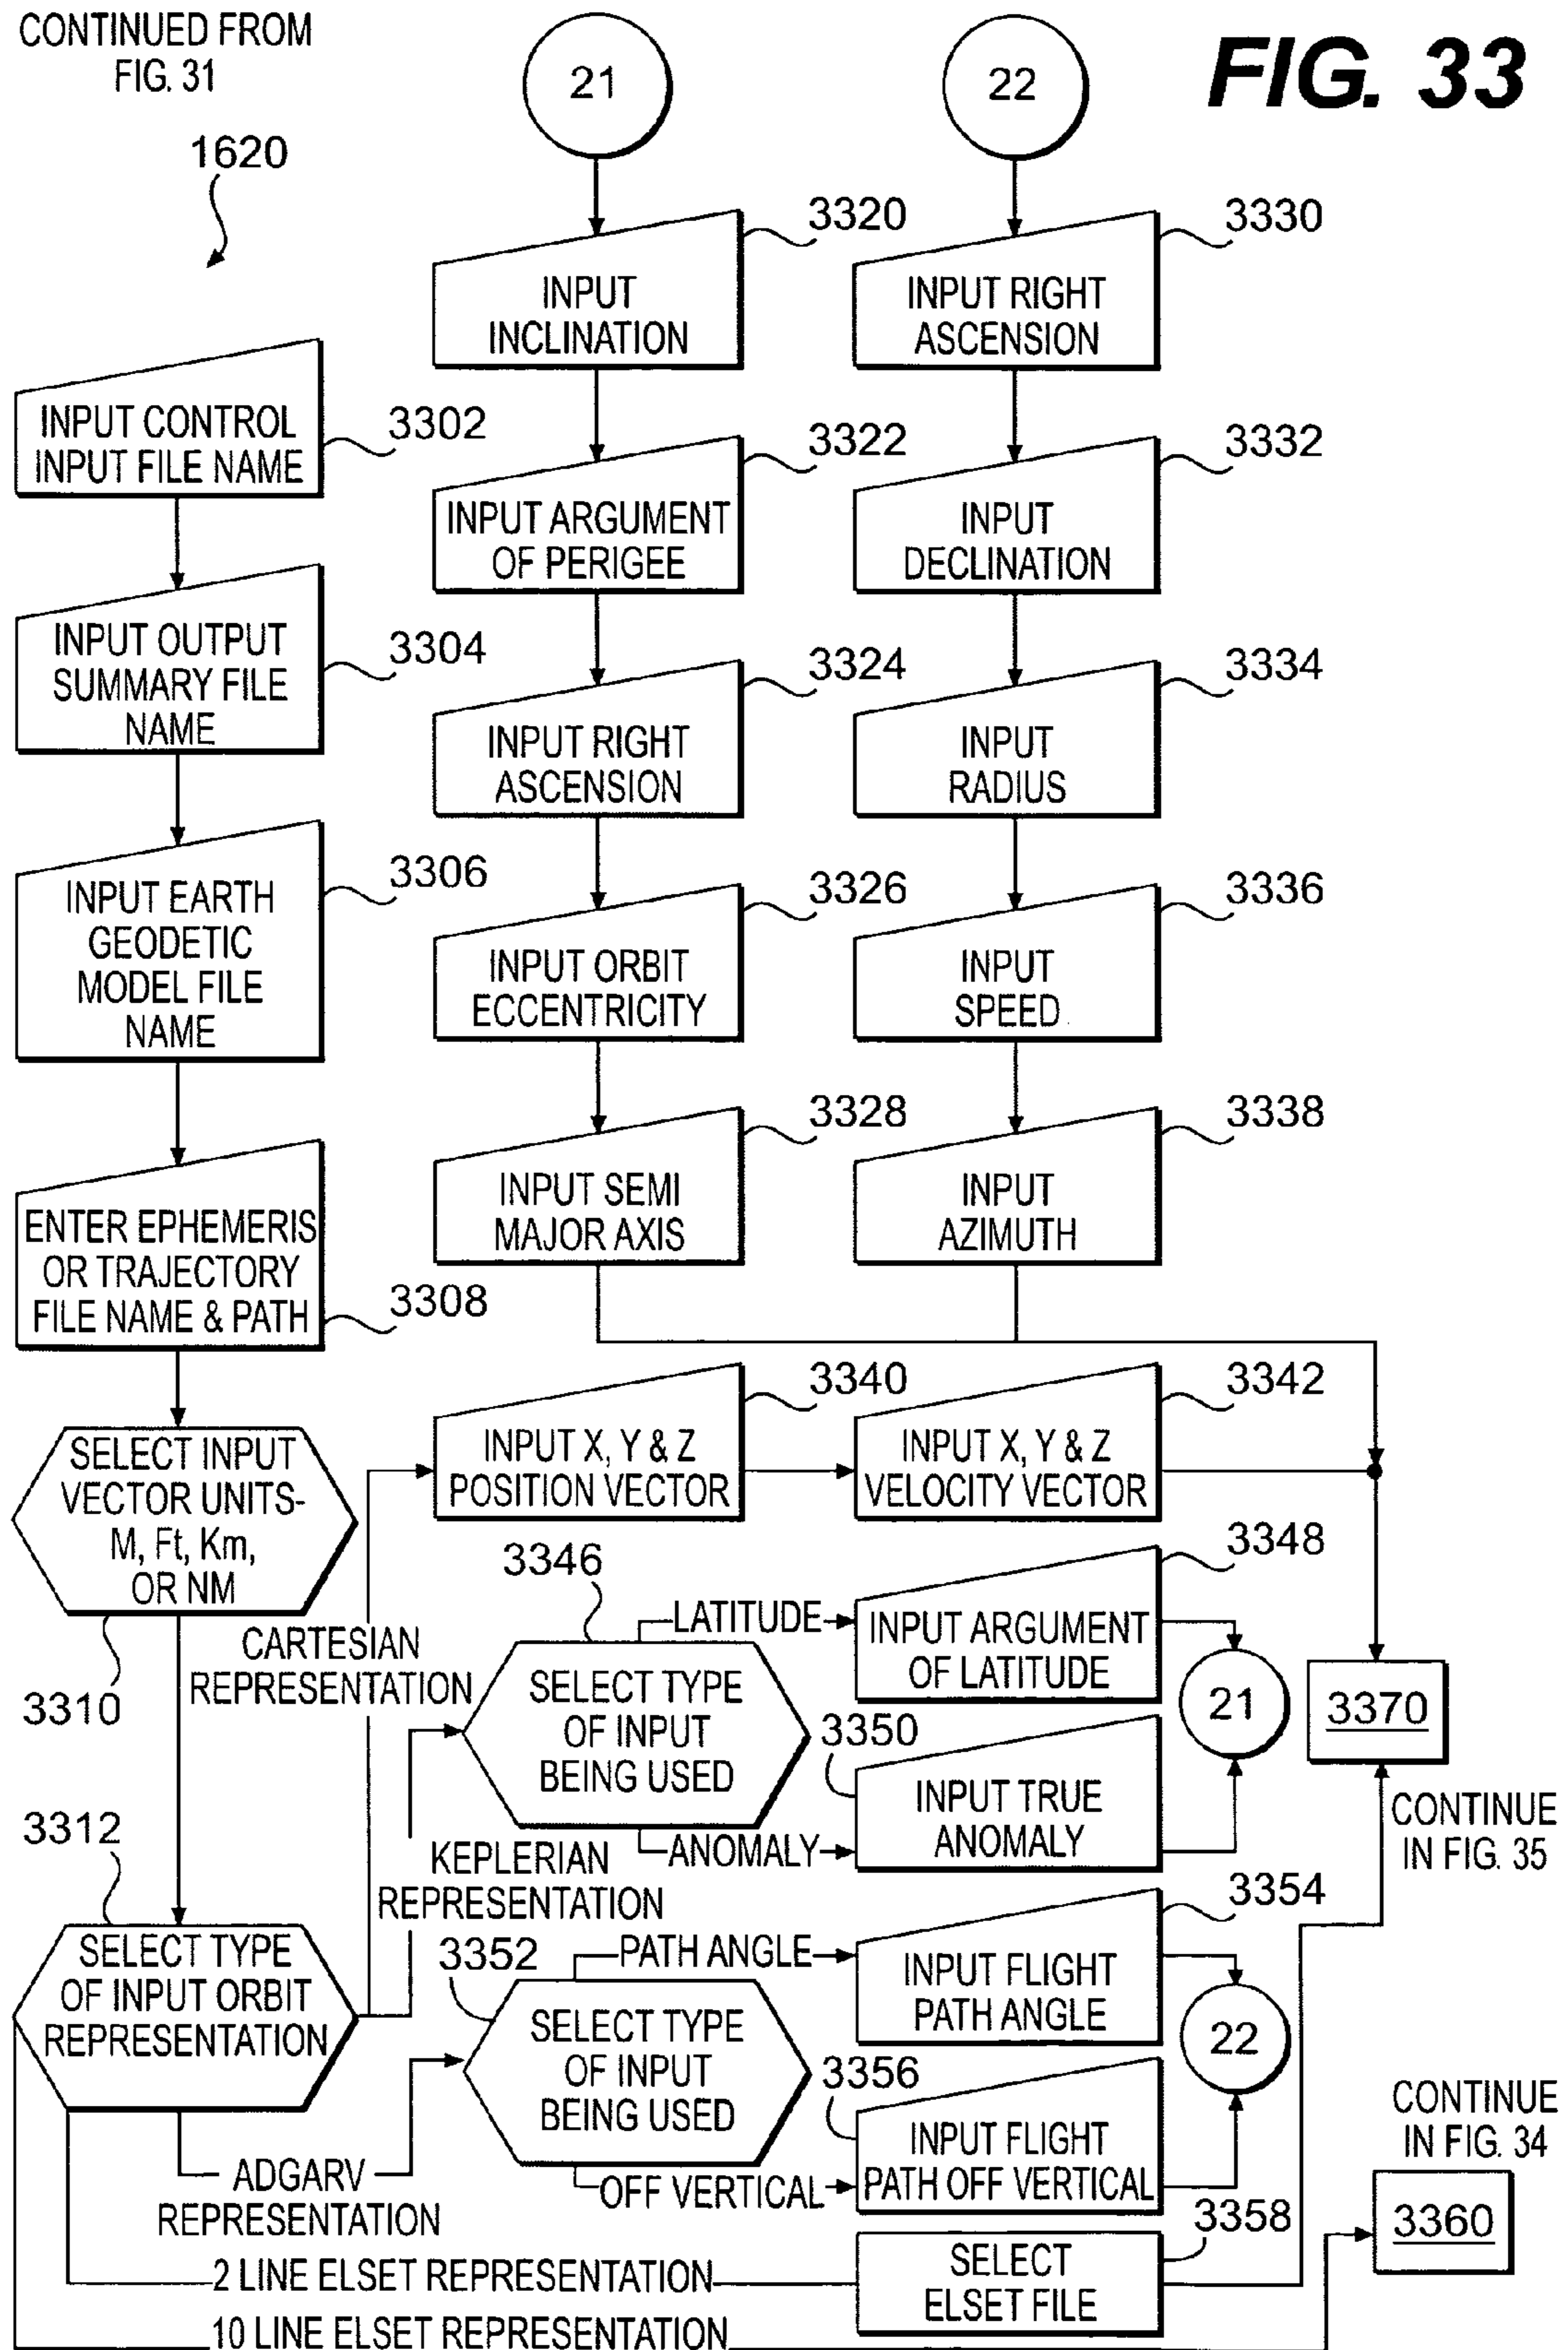 CONTINUED FROM
FIG. 31
1620
21
22
FIG. 33
3302
INPUT CONTROL
INPUT FILE NAME
3304
INPUT OUTPUT
SUMMARY FILE
NAME
3306
INPUT EARTH
GEODETIC
MODEL FILE
NAME
3308
ENTER EPHEMERIS
OR TRAJECTORY
FILE NAME & PATH
SELECT INPUT
VECTOR UNITS-
M, Ft, Km,
OR NM
3310
3312
SELECT TYPE
OF INPUT ORBIT
REPRESENTATION
3320
INPUT
INCLINATION
3322
INPUT ARGUMENT
OF PERIGEE
3324
INPUT RIGHT
ASCENSION
3326
INPUT ORBIT
ECCENTRICITY
3328
INPUT SEMI
MAJOR AXIS
3330
INPUT RIGHT
ASCENSION
3332
INPUT
DECLINATION
3334
INPUT
RADIUS
3336
INPUT
SPEED
3338
INPUT
AZIMUTH
CARTESIAN
REPRESENTATION
3340
INPUT X, Y & Z
POSITION VECTOR
3342
INPUT X, Y & Z
VELOCITY VECTOR
KEPLERIAN
REPRESENTATION
3346
SELECT TYPE
OF INPUT
BEING USED
LATITUDE
3348
INPUT ARGUMENT
OF LATITUDE
ANOMALY
3350
INPUT TRUE
ANOMALY
21
3370
CONTINUE
IN FIG. 35
ADGARV
REPRESENTATION
3352
SELECT TYPE
OF INPUT
BEING USED
PATH ANGLE
3354
INPUT FLIGHT
PATH ANGLE
OFF VERTICAL
3356
INPUT FLIGHT
PATH OFF VERTICAL
22
2 LINE ELSET REPRESENTATION
3358
SELECT
ELSET FILE
10 LINE ELSET REPRESENTATION
CONTINUE
IN FIG. 34
3360